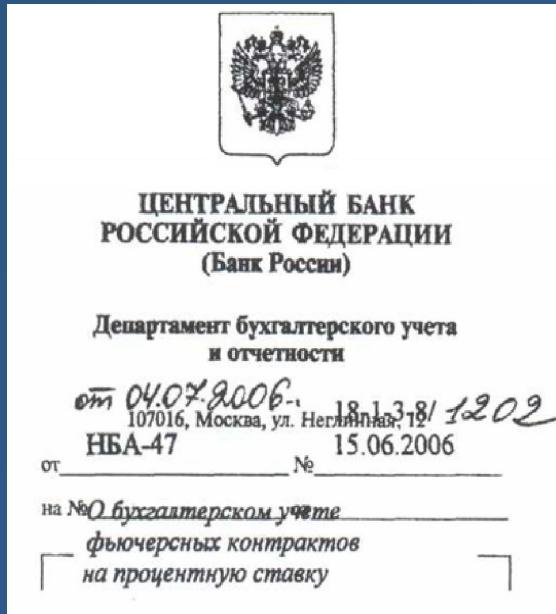 ЦЕНТРАЛЬНЫЙ БАНК
РОССИЙСКОЙ ФЕДЕРАЦИИ
(Банк России)
Департамент бухгалтерского учета
и отчетности
от 04.07.2006г.
107016, Москва, ул. Неглинная, 12
18-1-3-8/ 1202
НБА-47 15.06.2006
от № 
на № от
О бухгалтерском учете
фьючерсных контрактов
на процентную ставку